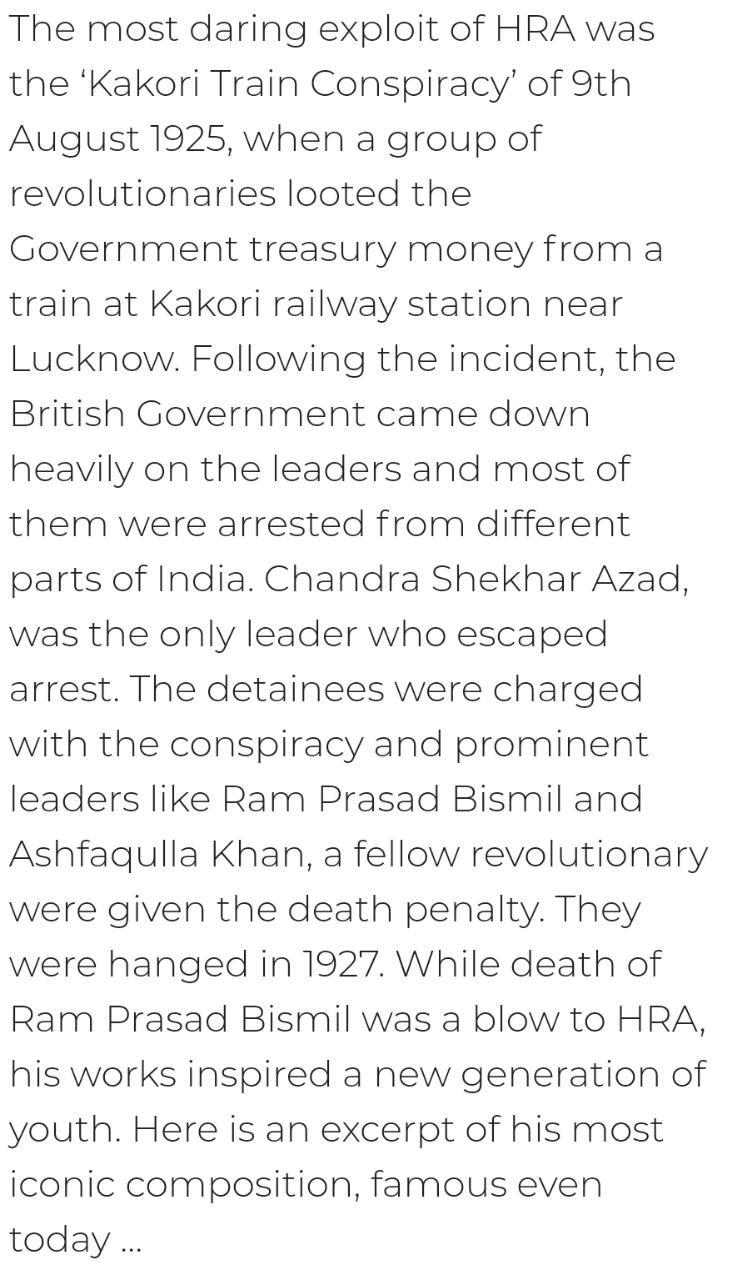 The most daring exploit of HRA was
the ‘Kakori Train Conspiracy’ of 9th
August 1925, when a group of
revolutionaries looted the
Government treasury money from a
train at Kakori railway station near
Lucknow. Following the incident, the
British Government came down
heavily on the leaders and most of
them were arrested from different
parts of India. Chandra Shekhar Azad,
was the only leader who escaped
arrest. The detainees were charged
with the conspiracy and prominent
leaders like Ram Prasad Bismil and
Ashfaqulla Khan, a fellow revolutionary
were given the death penalty. They
were hanged in 1927. While death of
Ram Prasad Bismil was a blow to HRA,
his works inspired a new generation of
youth. Here is an excerpt of his most
iconic composition, famous even
today ...